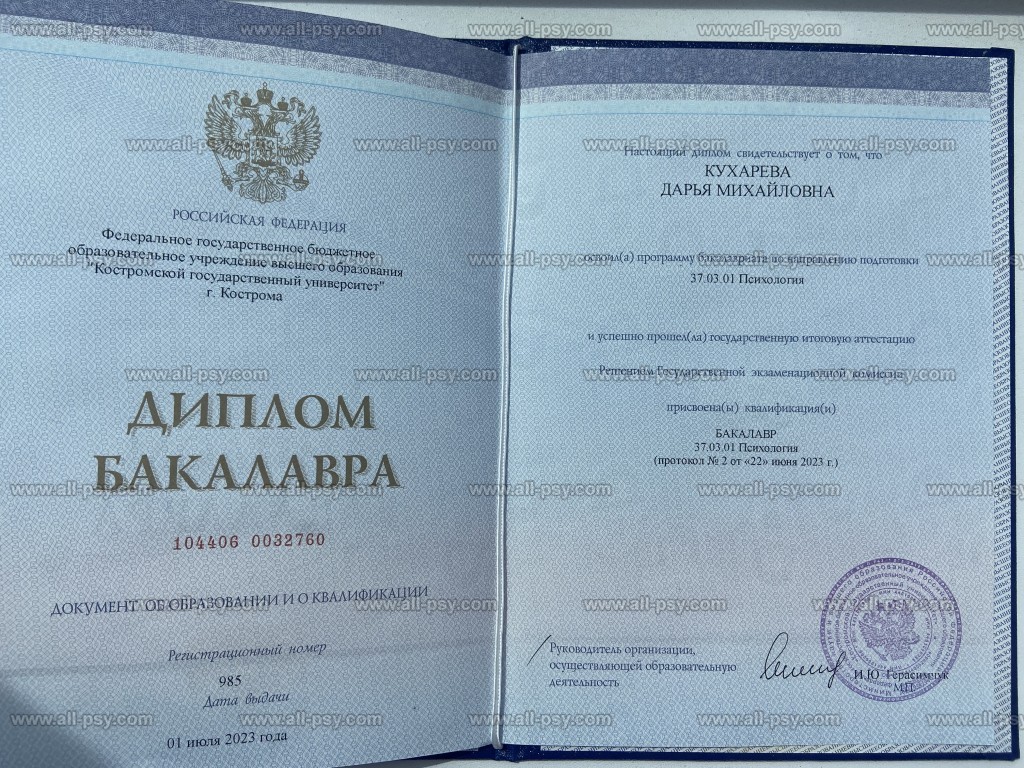 РОССИЙСКАЯ ФЕДЕРАЦИЯ
Федеральное государственное бюджетное
образовательное учреждение высшего образования
"Костромской государственный университет"
г. Кострома
ДИПЛОМ
БАКАЛАВРА
104406 0032760
ДОКУМЕНТ ОБ ОБРАЗОВАНИИ И О КВАЛИФИКАЦИИ
Регистрационный номер
985
Дата выдачи
01 июля 2023 года
Настоящий диплом свидетельствует о том, что
КУХАРЕВА
ДАРЬЯ МИХАЙЛОВНА
освоил(а) программу бакалавриата по направлению подготовки
37.03.01 Психология
и успешно прошел(ла) государственную итоговую аттестацию
Решением Государственной экзаменационной комиссии
присвоена(ы) квалификация(и)
БАКАЛАВР
37.03.01 Психология
(протокол № 2 от «22» июня 2023 г.)
Руководитель организации,
осуществляющей образовательную
деятельность
И.Ю Герасимчук
М.П.
www.all-psy.com